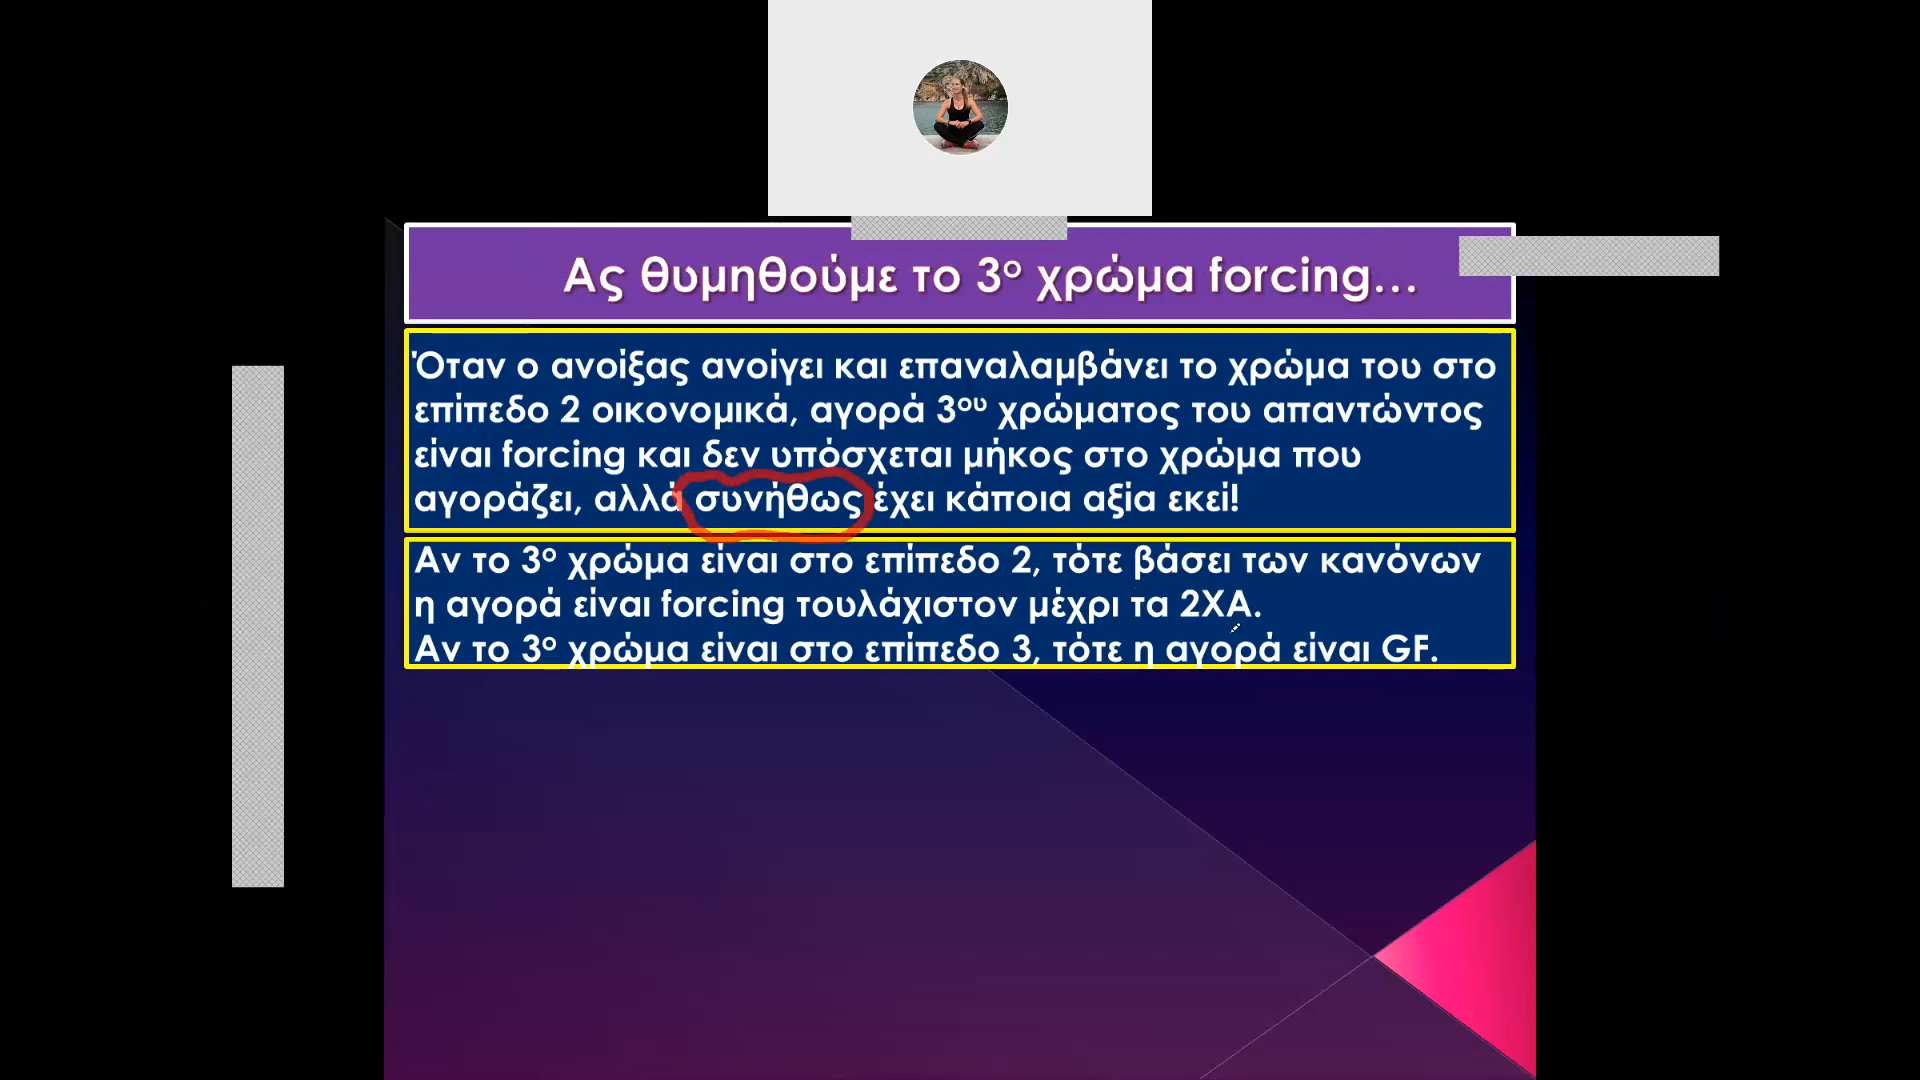 Ας θυμηθούμε το 3ο χρώμα forcing…
Όταν ο ανοίξας ανοίγει και επαναλαμβάνει το χρώμα του στο
επίπεδο 2 οικονομικά, αγορά 3ου χρώματος του απαντώντος
είναι forcing και δεν υπόσχεται μήκος στο χρώμα που
αγοράζει, αλλά συνήθως έχει κάποια αξία εκεί!
Αν το 3ο χρώμα είναι στο επίπεδο 2, τότε βάσει των κανόνων
η αγορά είναι forcing τουλάχιστον μέχρι τα 2ΧΑ.
Αν το 3ο χρώμα είναι στο επίπεδο 3, τότε η αγορά είναι GF.